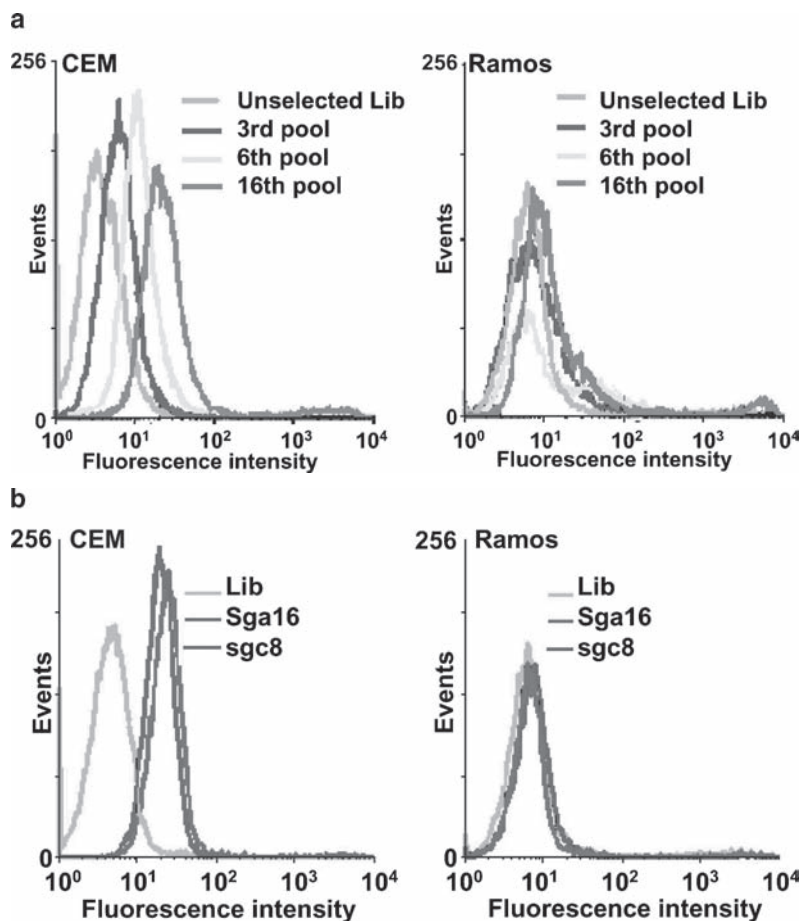 a
CEM
256
Unselected Lib
3rd pool
6th pool
16th pool
Events
0
10⁰ 10¹ 10² 10³ 10⁴
Fluorescence intensity
Ramos
256
Unselected Lib
3rd pool
6th pool
16th pool
Events
0
10⁰ 10¹ 10² 10³ 10⁴
Fluorescence intensity
b
CEM
256
Lib
Sga16
sgc8
Events
0
10⁰ 10¹ 10² 10³ 10⁴
Fluorescence intensity
Ramos
256
Lib
Sga16
sgc8
Events
0
10⁰ 10¹ 10² 10³ 10⁴
Fluorescence intensity